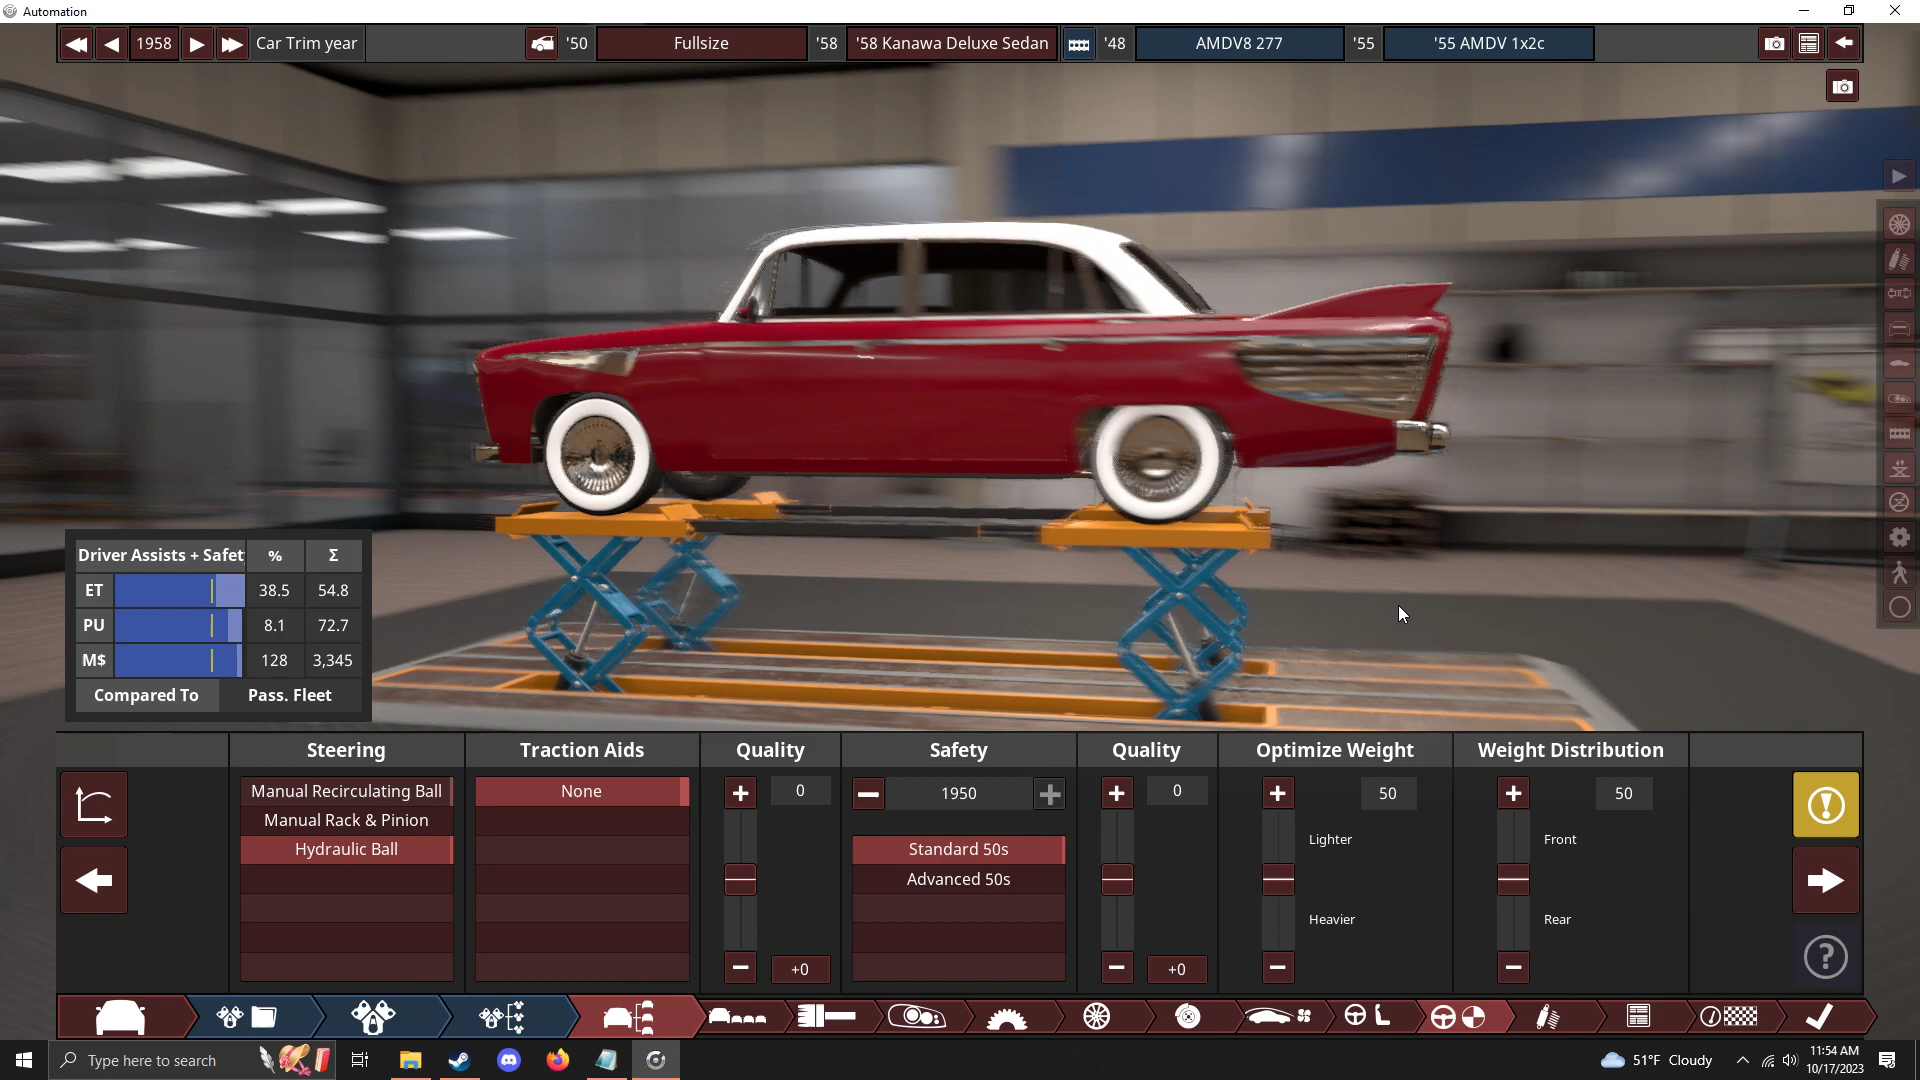 Automation
1958 Car Trim year '50 Fullsize '58 '58 Kanawa Deluxe Sedan '48 AMDV8 277 '55 '55 AMDV 1x2c
Driver Assists + Safet % Σ
ET 38.5 54.8
PU 8.1 72.7
M$ 128 3,345
Compared To Pass. Fleet
Steering
Manual Recirculating Ball
Manual Rack & Pinion
Hydraulic Ball
Traction Aids
None
Quality
0
+0
Safety
1950
Standard 50s
Advanced 50s
Quality
0
+0
Optimize Weight
50
Lighter
Heavier
Weight Distribution
50
Front
Rear
Type here to search
51°F Cloudy
11:54 AM
10/17/2023